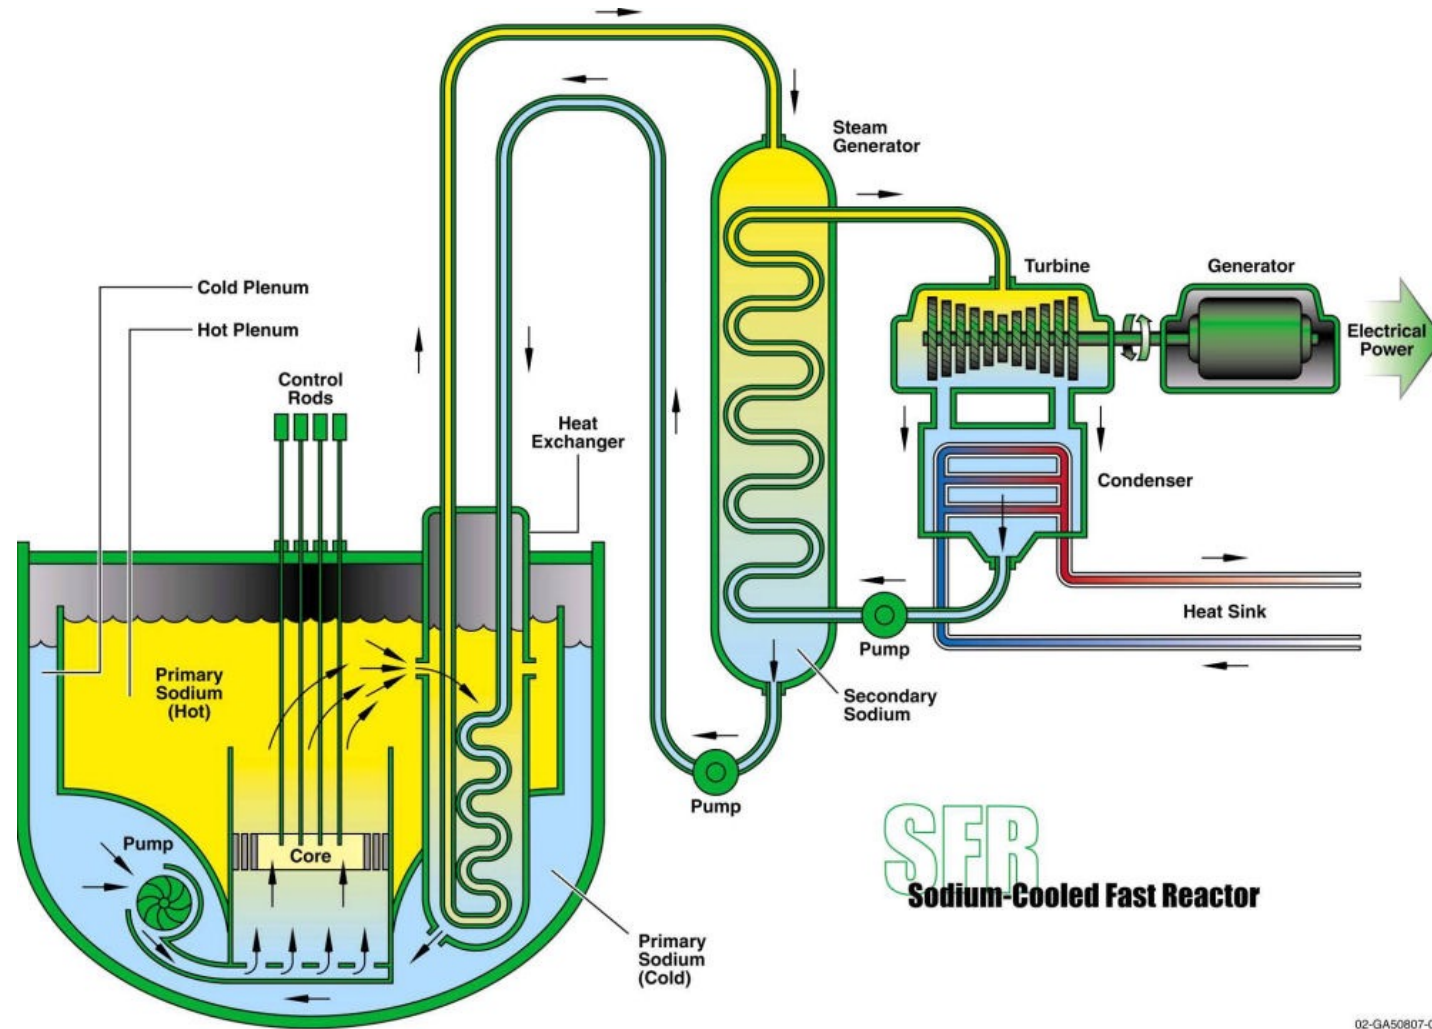 Steam
Generator
Cold Plenum
Hot Plenum
Control
Rods
Heat
Exchanger
Turbine
Generator
Electrical
Power
Condenser
Primary
Sodium
(Hot)
Heat Sink
Pump
Secondary
Sodium
Pump
Pump
Core
Primary
Sodium
(Cold)
SFR
Sodium-Cooled Fast Reactor